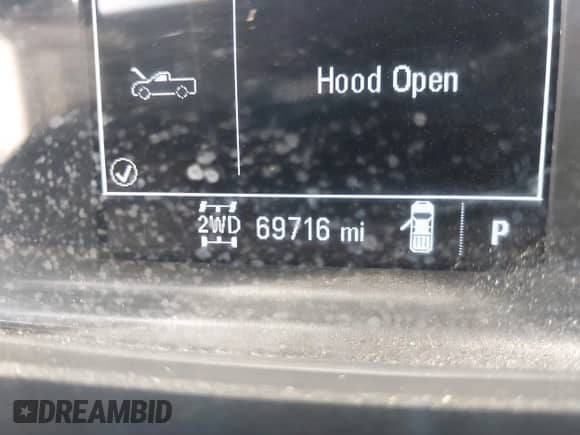 Hood Open
2WD 69716 mi P
DREAMBID